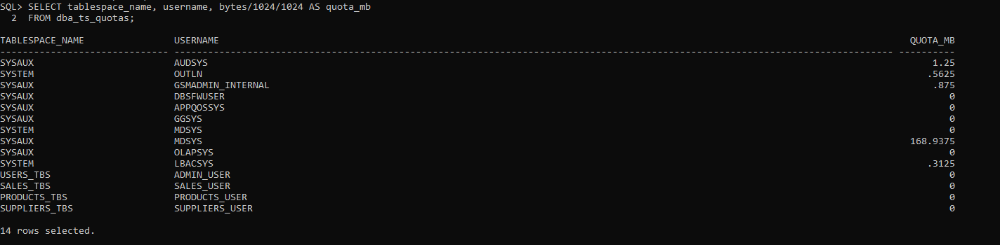 SQL> SELECT tablespace_name, username, bytes/1024/1024 AS quota_mb
  2  FROM dba_ts_quotas;

TABLESPACE_NAME                USERNAME                                                                                                                         QUOTA_MB
------------------------------ -------------------------------------------------------------------------------------------------------------------------------- ----------
SYSAUX                         AUDSYS                                                                                                                                 1.25
SYSTEM                         OUTLN                                                                                                                                 .5625
SYSAUX                         GSMADMIN_INTERNAL                                                                                                                      .875
SYSAUX                         DBSFWUSER                                                                                                                                 0
SYSAUX                         APPQOSSYS                                                                                                                                 0
SYSAUX                         GGSYS                                                                                                                                     0
SYSTEM                         MDSYS                                                                                                                                     0
SYSAUX                         MDSYS                                                                                                                              168.9375
SYSAUX                         OLAPSYS                                                                                                                                   0
SYSTEM                         LBACSYS                                                                                                                               .3125
USERS_TBS                      ADMIN_USER                                                                                                                                0
SALES_TBS                      SALES_USER                                                                                                                                0
PRODUCTS_TBS                   PRODUCTS_USER                                                                                                                             0
SUPPLIERS_TBS                  SUPPLIERS_USER                                                                                                                            0

14 rows selected.